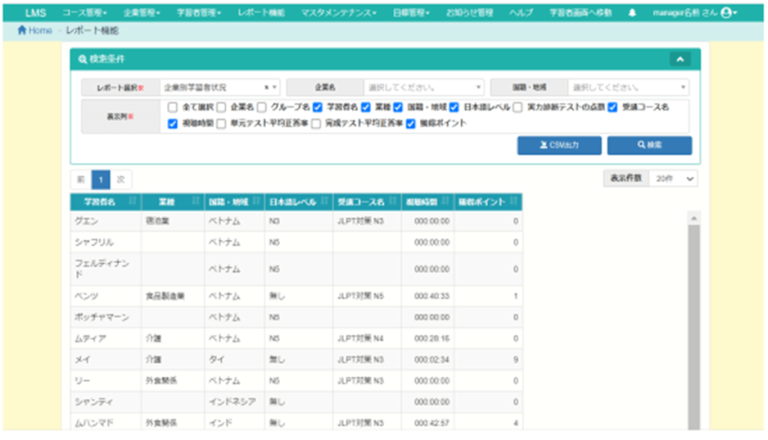 LMS コース管理 企業管理 学習者管理 レポート機能 マスタメンテナンス 目標管理 お知らせ管理 ヘルプ 学習者画面へ移動 manager名前 さん
Home - レポート機能
検索条件
レポート選択※ 企業別学習者状況 × 企業名 選択してください。 国籍・地域 選択してください。
表示列※ 全て選択 企業名 グループ名 学習者名 業種 国籍・地域 日本語レベル 実力診断テストの点数 受講コース名
視聴時間 単元テスト平均正答率 完成テスト平均正答率 獲得ポイント
CSV出力 検索
前 1 次 表示件数 20件
学習者名 業種 国籍・地域 日本語レベル 受講コース名 視聴時間 獲得ポイント
グエン 宿泊業 ベトナム N3 JLPT対策 N3 000:00:00 0
シャフリル ベトナム N5 000:00:00 0
フェルディナンド ベトナム N5 000:00:00 0
ベンツ 食品製造業 ベトナム 無し JLPT対策 N5 000:40:33 1
ポッチャマーン ベトナム N5 000:00:00 0
ムティア 介護 ベトナム N5 JLPT対策 N4 000:28:16 0
メイ 介護 タイ 無し JLPT対策 N3 000:02:34 9
リー 外食関係 ベトナム N5 JLPT対策 N3 000:00:00 0
シャンティ インドネシア 無し 000:00:00 0
ムハンマド 外食関係 インド 無し JLPT対策 N3 000:42:57 4